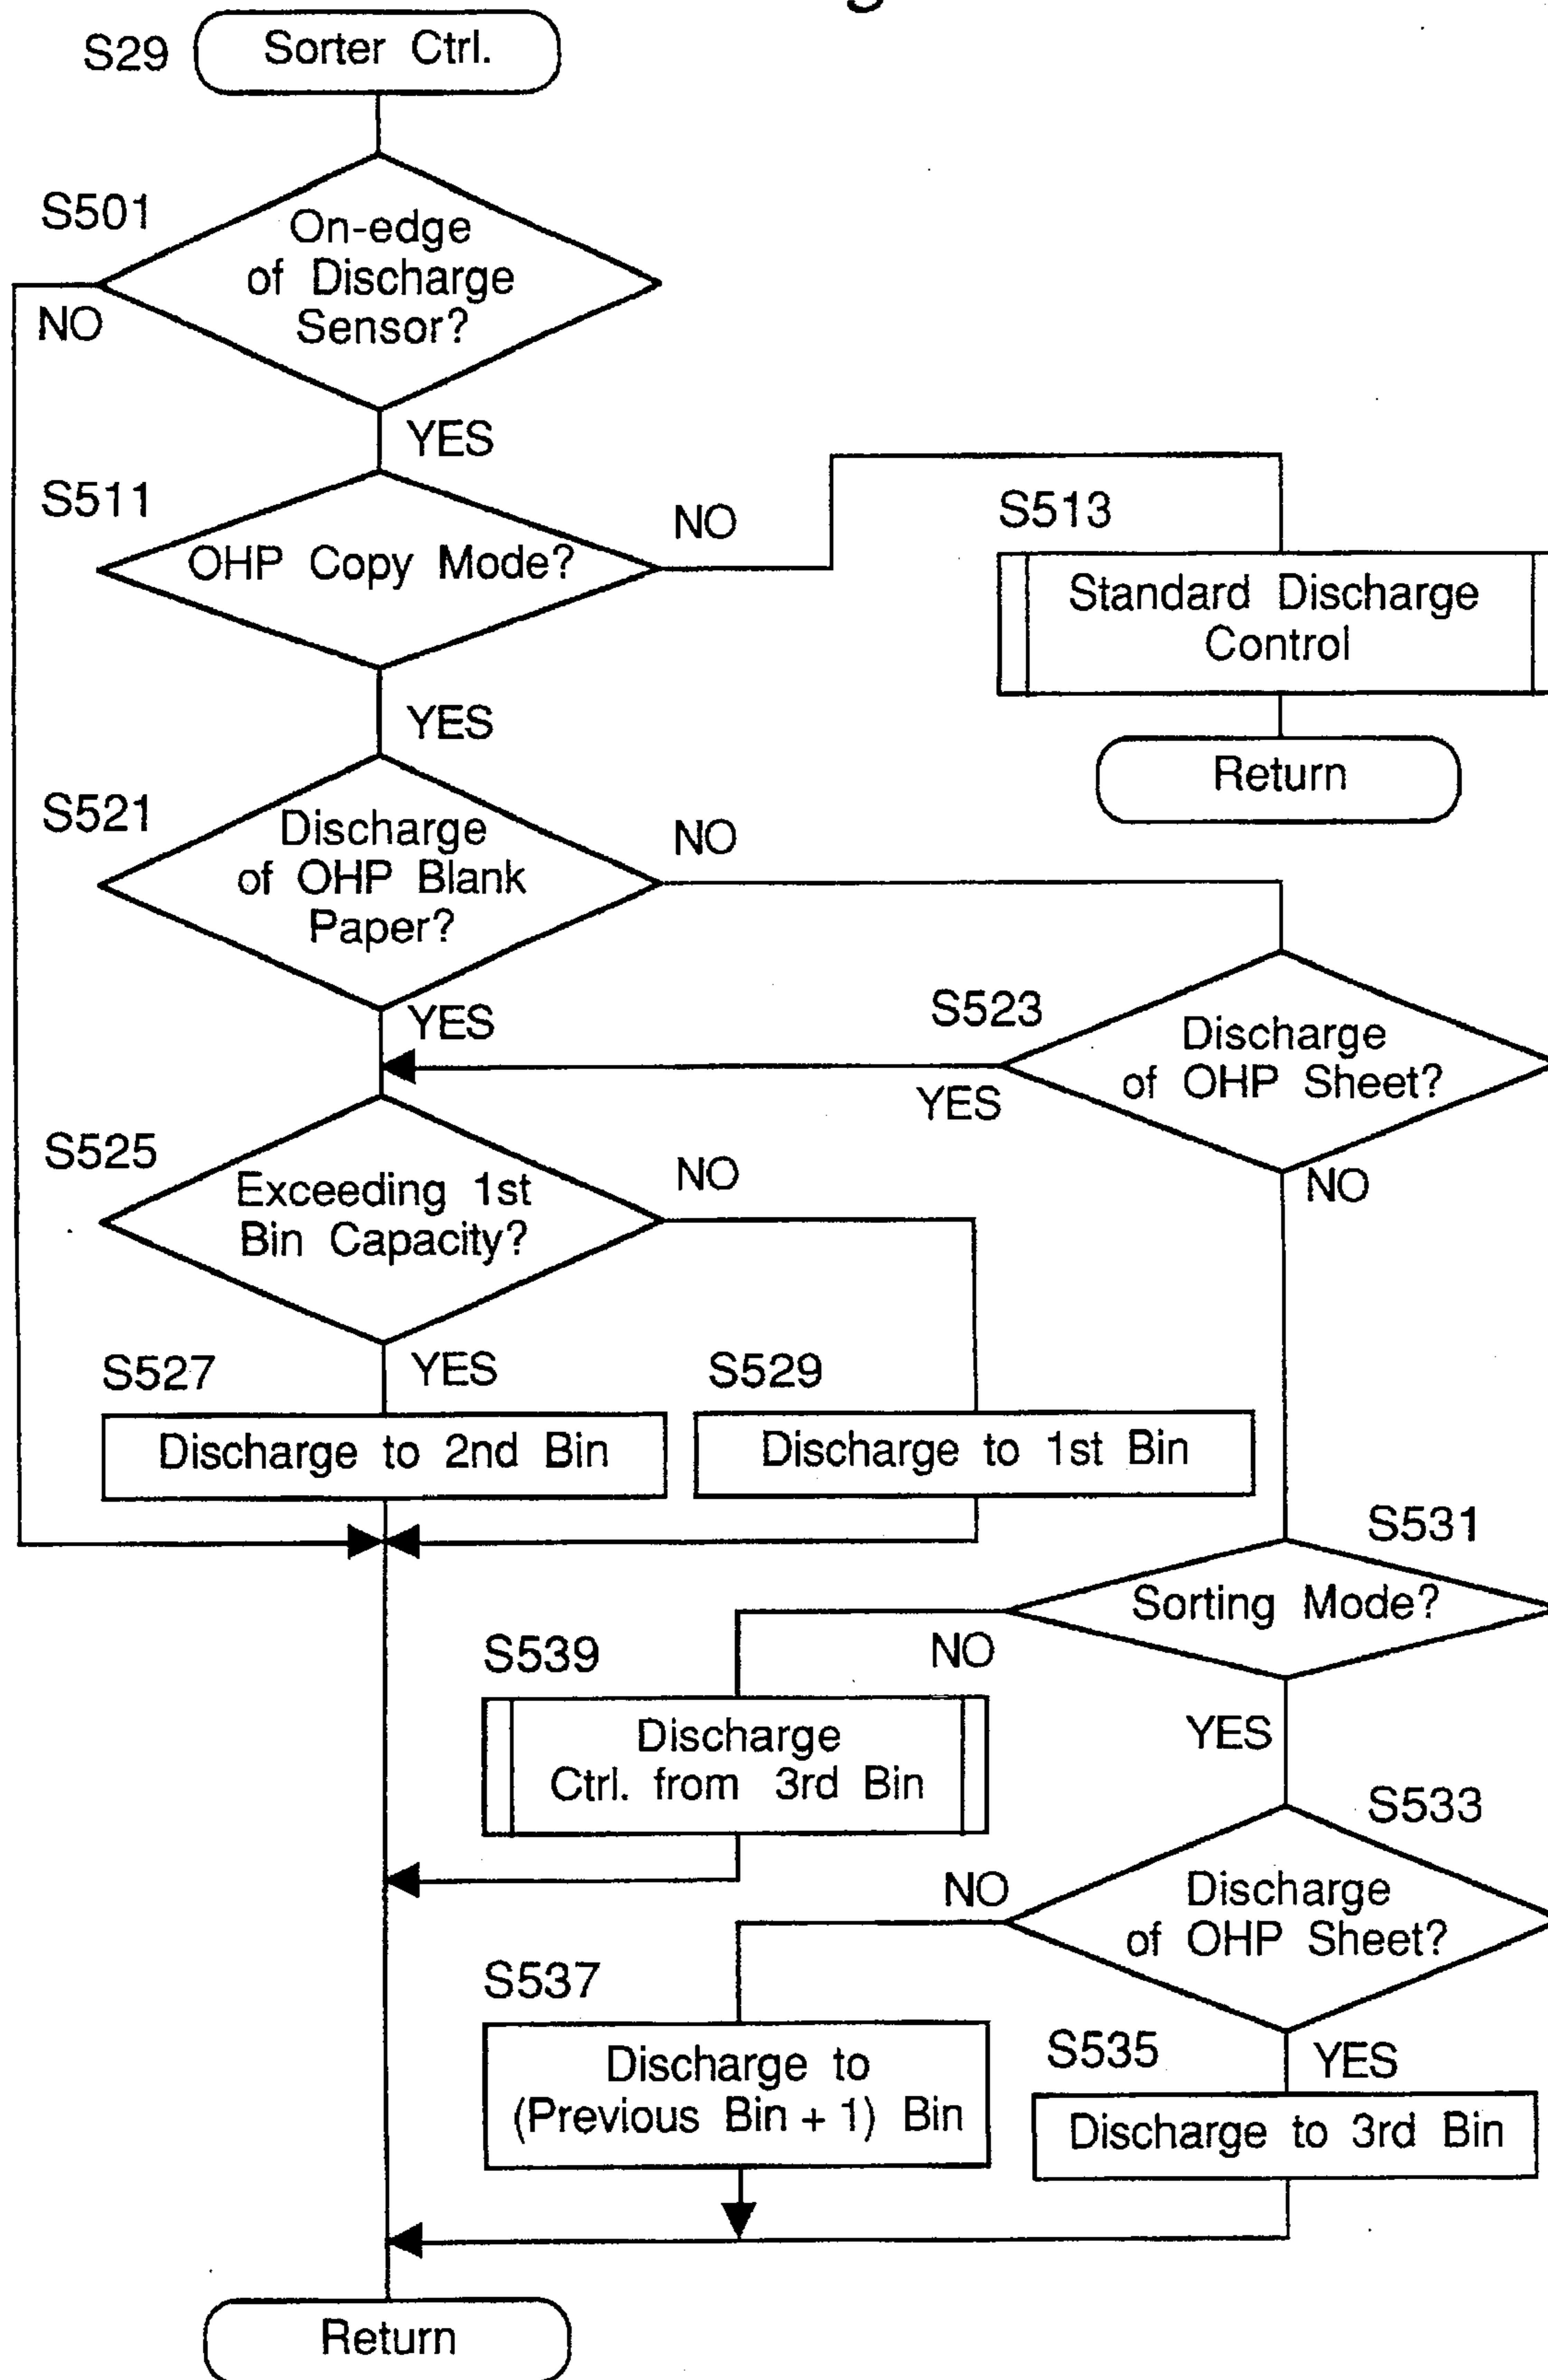 S29
Sorter Ctrl.
S501
On-edge
of Discharge
Sensor?
NO
YES
S511
OHP Copy Mode?
NO
S513
Standard Discharge
Control
Return
YES
S521
Discharge
of OHP Blank
Paper?
NO
YES
S523
Discharge
of OHP Sheet?
YES
NO
S525
Exceeding 1st
Bin Capacity?
NO
YES
S527
Discharge to 2nd Bin
S529
Discharge to 1st Bin
S531
Sorting Mode?
NO
YES
S539
Discharge
Ctrl. from 3rd Bin
S533
Discharge
of OHP Sheet?
NO
YES
S537
Discharge to
(Previous Bin + 1) Bin
S535
Discharge to 3rd Bin
Return